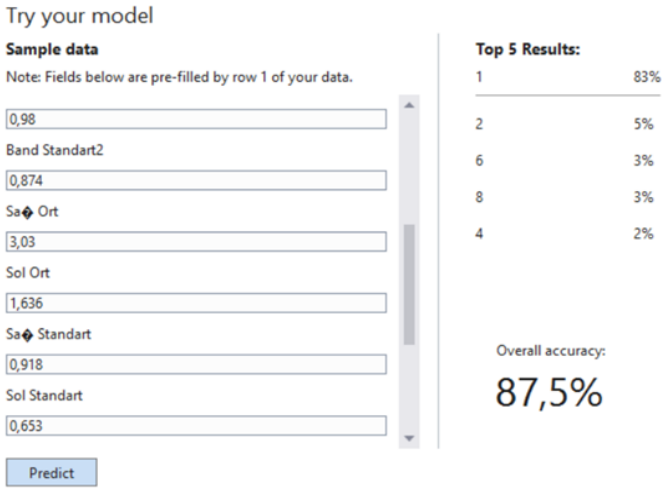 Try your model
Sample data
Note: Fields below are pre-filled by row 1 of your data.
0,98
Band Standart2
0,874
Sa� Ort
3,03
Sol Ort
1,636
Sa� Standart
0,918
Sol Standart
0,653
Predict
Top 5 Results:
1 83%
2 5%
6 3%
8 3%
4 2%
Overall accuracy:
87,5%